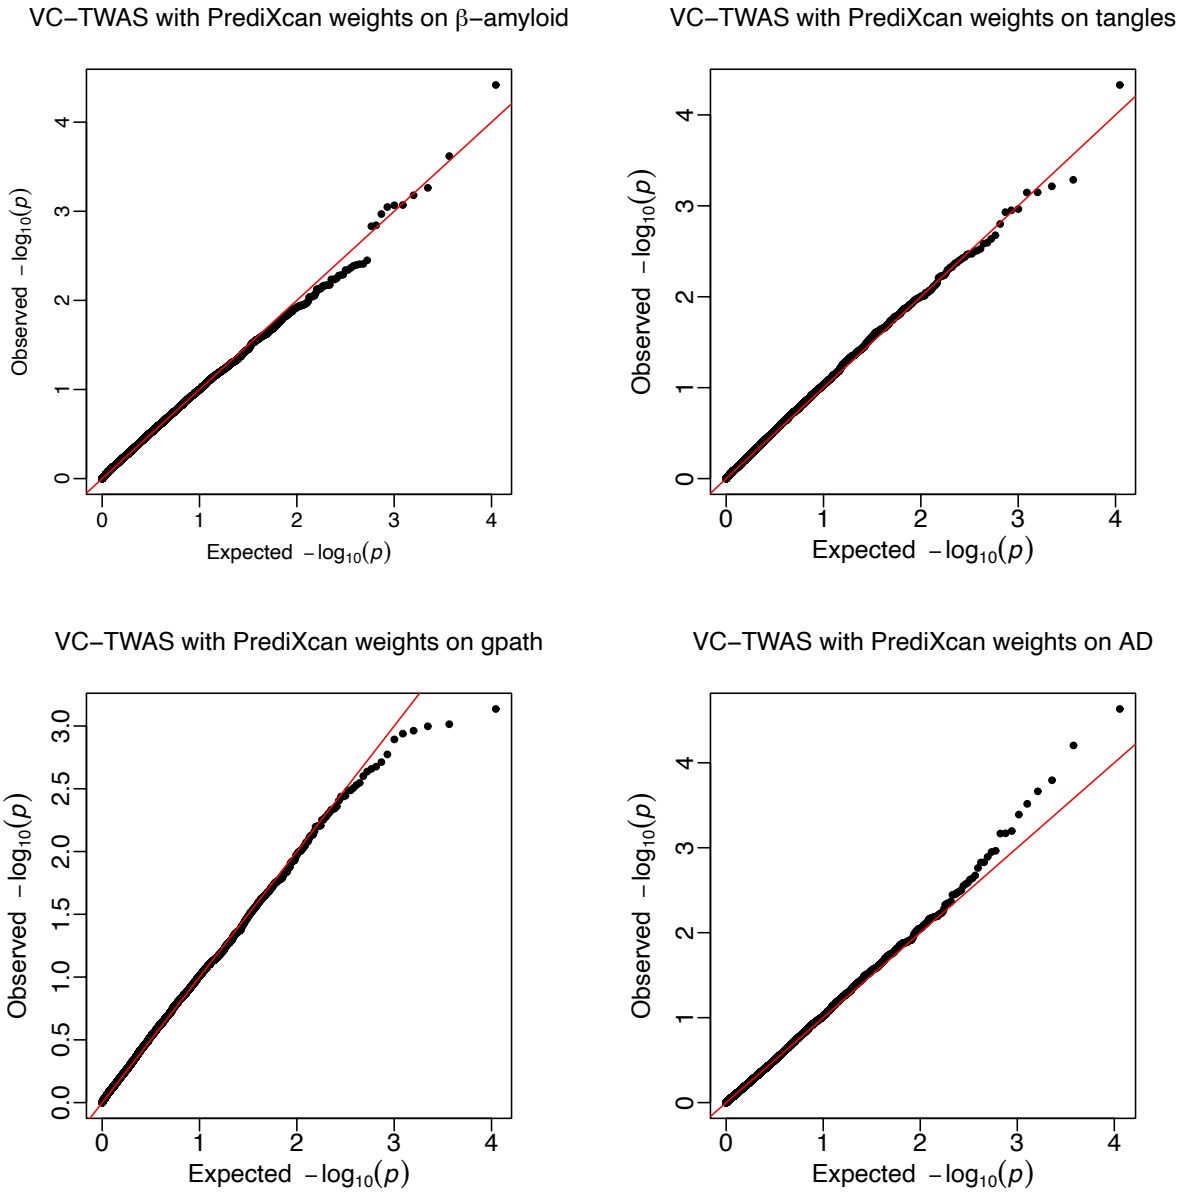 VC−TWAS with PrediXcan weights on β−amyloid
Observed −log10(p)
4
3
2
1
0
0 1 2 3 4
Expected −log10(p)
VC−TWAS with PrediXcan weights on tangles
Observed −log10(p)
4
3
2
1
0
0 1 2 3 4
Expected −log10(p)
VC−TWAS with PrediXcan weights on gpath
Observed −log10(p)
3.0
2.5
2.0
1.5
1.0
0.5
0.0
0 1 2 3 4
Expected −log10(p)
VC−TWAS with PrediXcan weights on AD
Observed −log10(p)
4
3
2
1
0
0 1 2 3 4
Expected −log10(p)